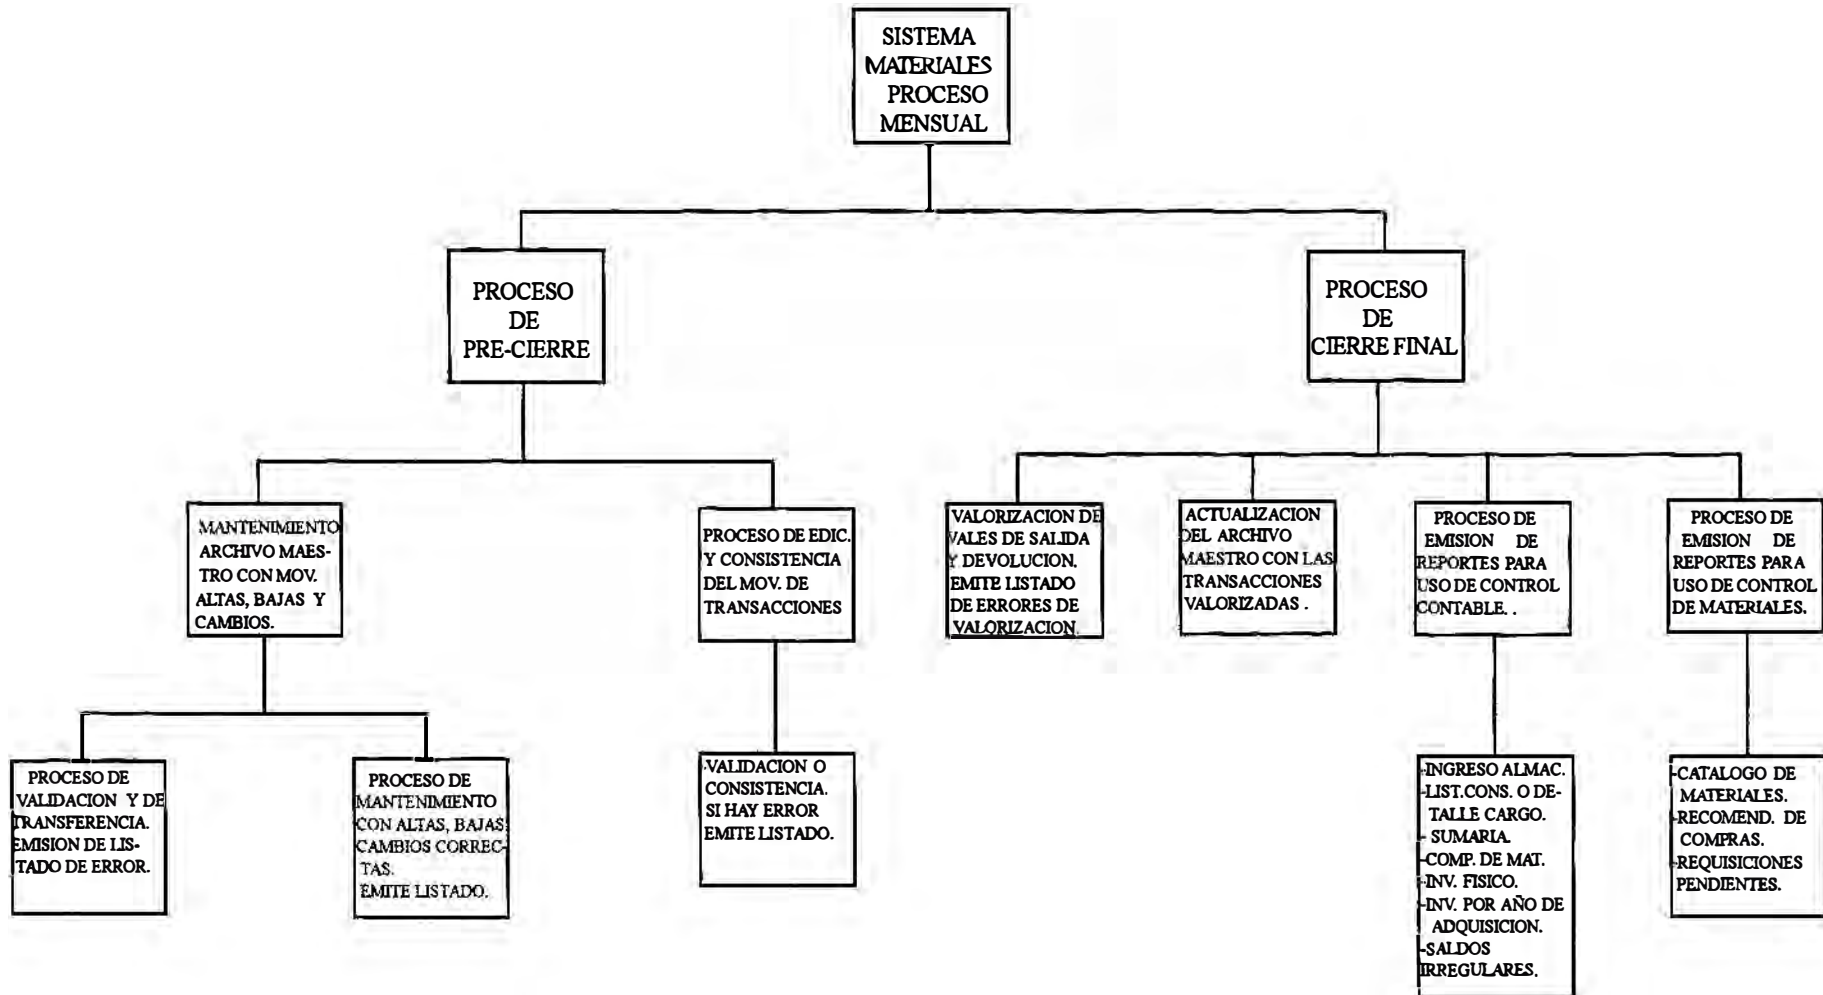 SISTEMA
MATERIALES
PROCESO
MENSUAL
PROCESO
DE
PRE-CIERRE
PROCESO
DE
CIERRE FINAL
MANTENIMIENTO
ARCHIVO MAES-
TRO CON MOV.
ALTAS, BAJAS Y
CAMBIOS.
PROCESO DE EDIC.
Y CONSISTENCIA
DEL MOV. DE
TRANSACCIONES
VALORIZACION DE
VALES DE SALIDA
Y DEVOLUCION.
EMITE LISTADO
DE ERRORES DE
VALORIZACION.
ACTUALIZACION
DEL ARCHIVO
MAESTRO CON LAS
TRANSACCIONES
VALORIZADAS .
PROCESO DE
EMISION DE
REPORTES PARA
USO DE CONTROL
CONTABLE. .
PROCESO DE
EMISION DE
REPORTES PARA
USO DE CONTROL
DE MATERIALES.
PROCESO DE
VALIDACION Y DE
TRANSFERENCIA.
EMISION DE LIS-
TADO DE ERROR.
PROCESO DE
MANTENIMIENTO
CON ALTAS, BAJAS
CAMBIOS CORREC-
TAS.
EMITE LISTADO.
-VALIDACION O
CONSISTENCIA.
SI HAY ERROR
EMITE LISTADO.
-INGRESO ALMAC.
-LIST.CONS. O DE-
TALLE CARGO.
- SUMARIA.
-COMP. DE MAT.
-INV. FISICO.
-INV. POR AÑO DE
ADQUISICION.
-SALDOS
IRREGULARES.
-CATALOGO DE
MATERIALES.
-RECOMEND. DE
COMPRAS.
-REQUISICIONES
PENDIENTES.